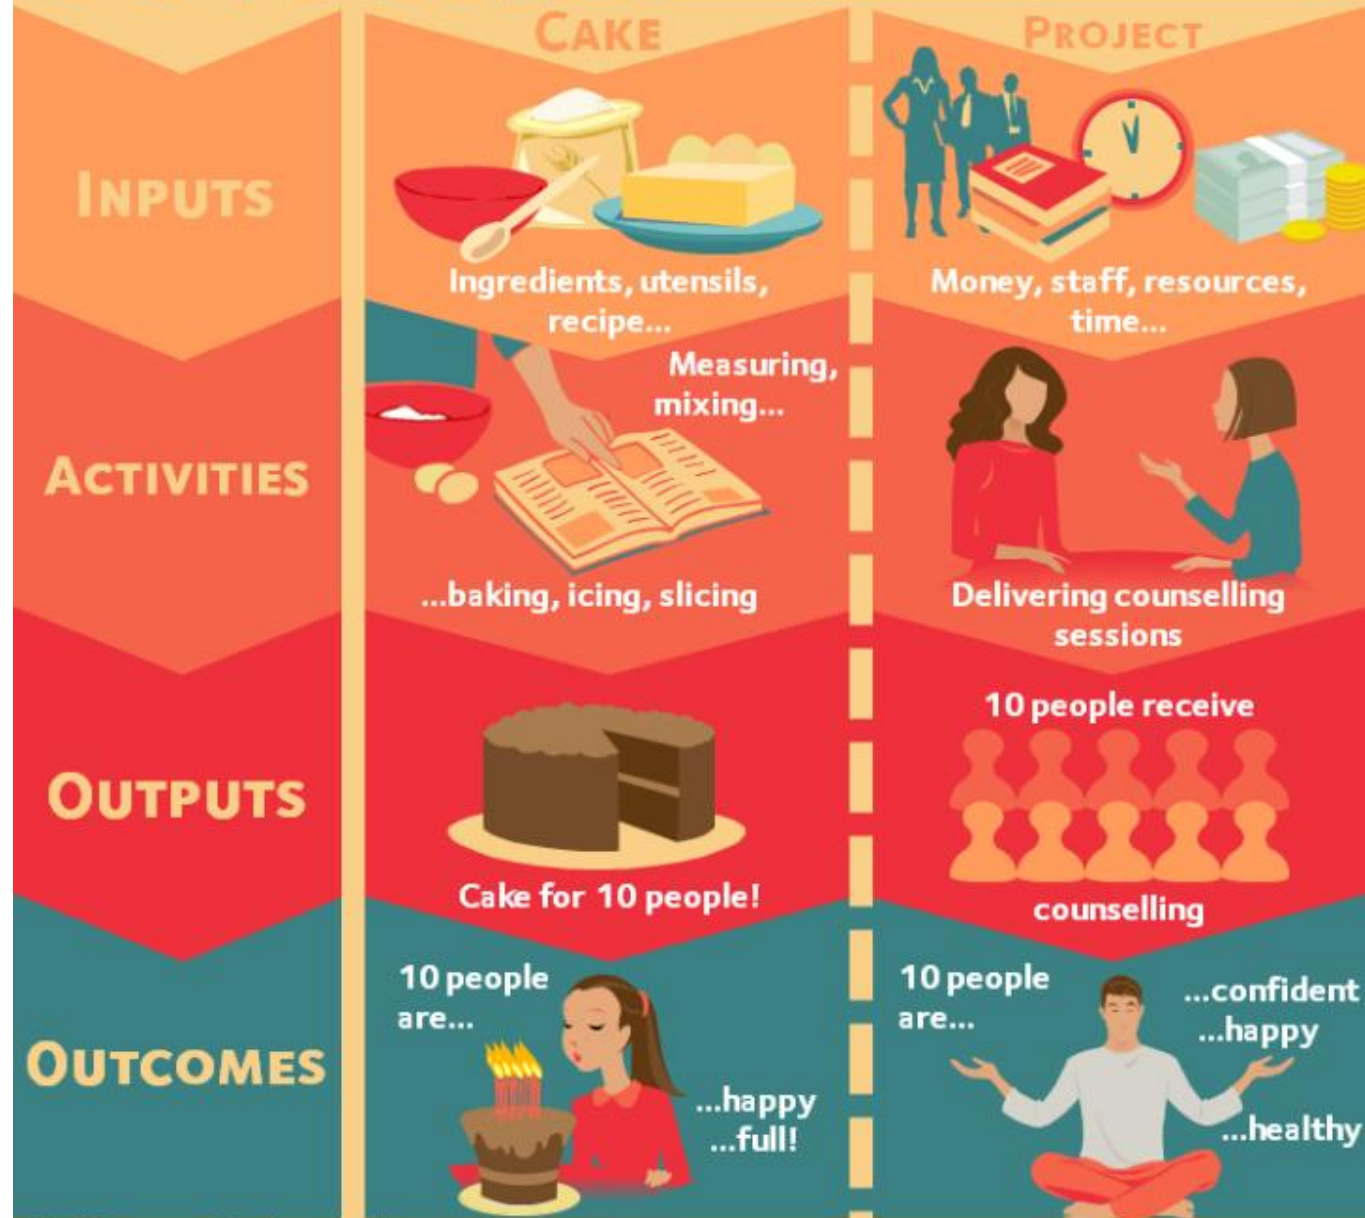 CAKE
PROJECT
INPUTS
Ingredients, utensils,
recipe...
Money, staff, resources,
time...
ACTIVITIES
Measuring,
mixing...
...baking, icing, slicing
Delivering counselling
sessions
OUTPUTS
Cake for 10 people!
10 people receive
counselling
OUTCOMES
10 people
are...
...happy
...full!
10 people
are...
...confident
...happy
...healthy